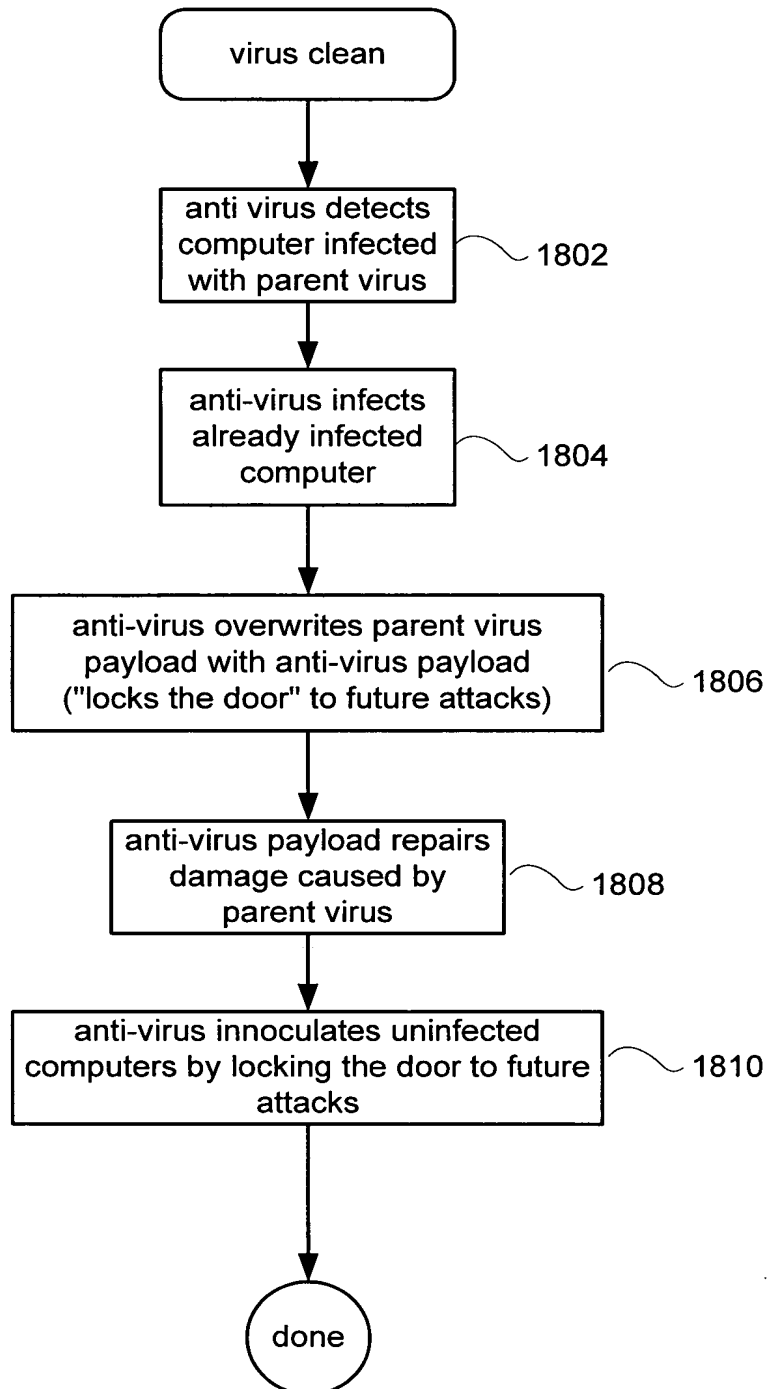 virus clean
anti virus detects
computer infected
with parent virus
1802
anti-virus infects
already infected
computer
1804
anti-virus overwrites parent virus
payload with anti-virus payload
("locks the door" to future attacks)
1806
anti-virus payload repairs
damage caused by
parent virus
1808
anti-virus innoculates uninfected
computers by locking the door to future
attacks
1810
done